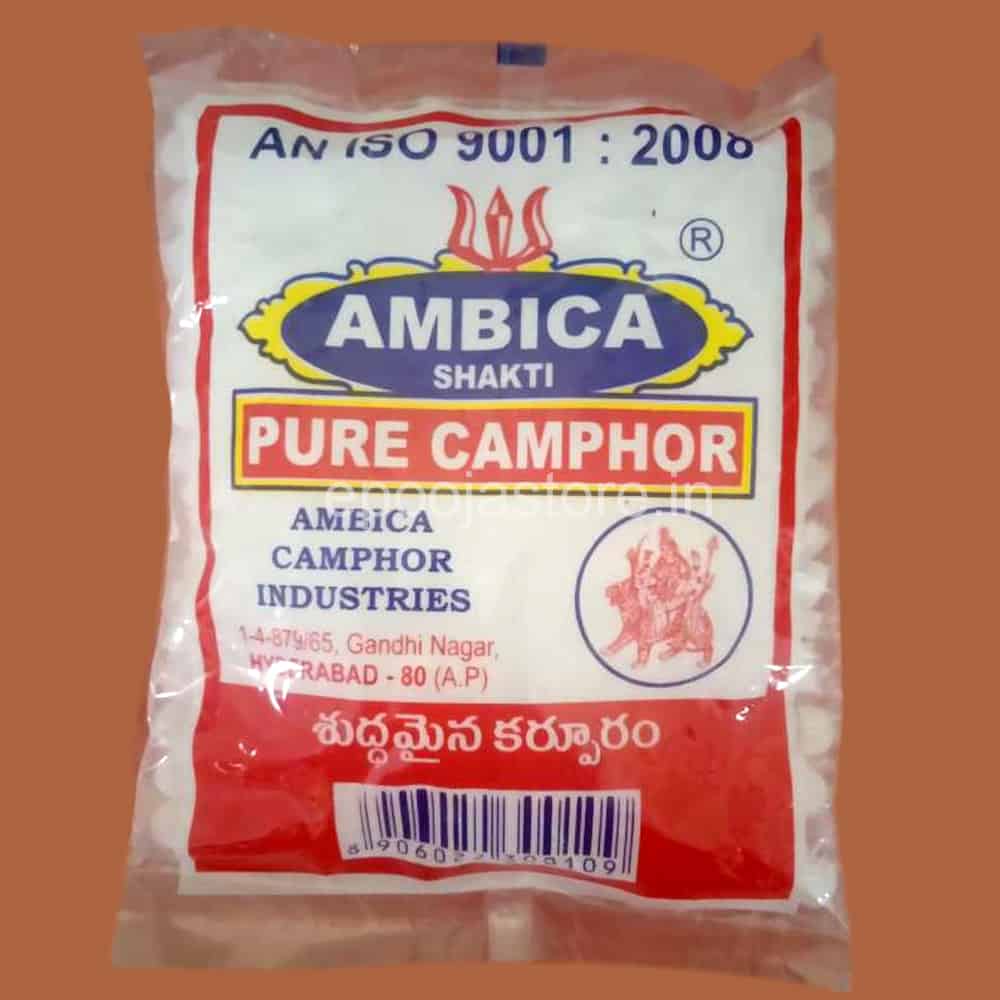 AN ISO 9001 : 2008
®
AMBICA
SHAKTI
PURE CAMPHOR
epoojastore.in
AMBICA
CAMPHOR
INDUSTRIES
1-4-879/65, Gandhi Nagar,
HYDERABAD - 80 (A.P)
శుద్ధమైన కర్పూరం